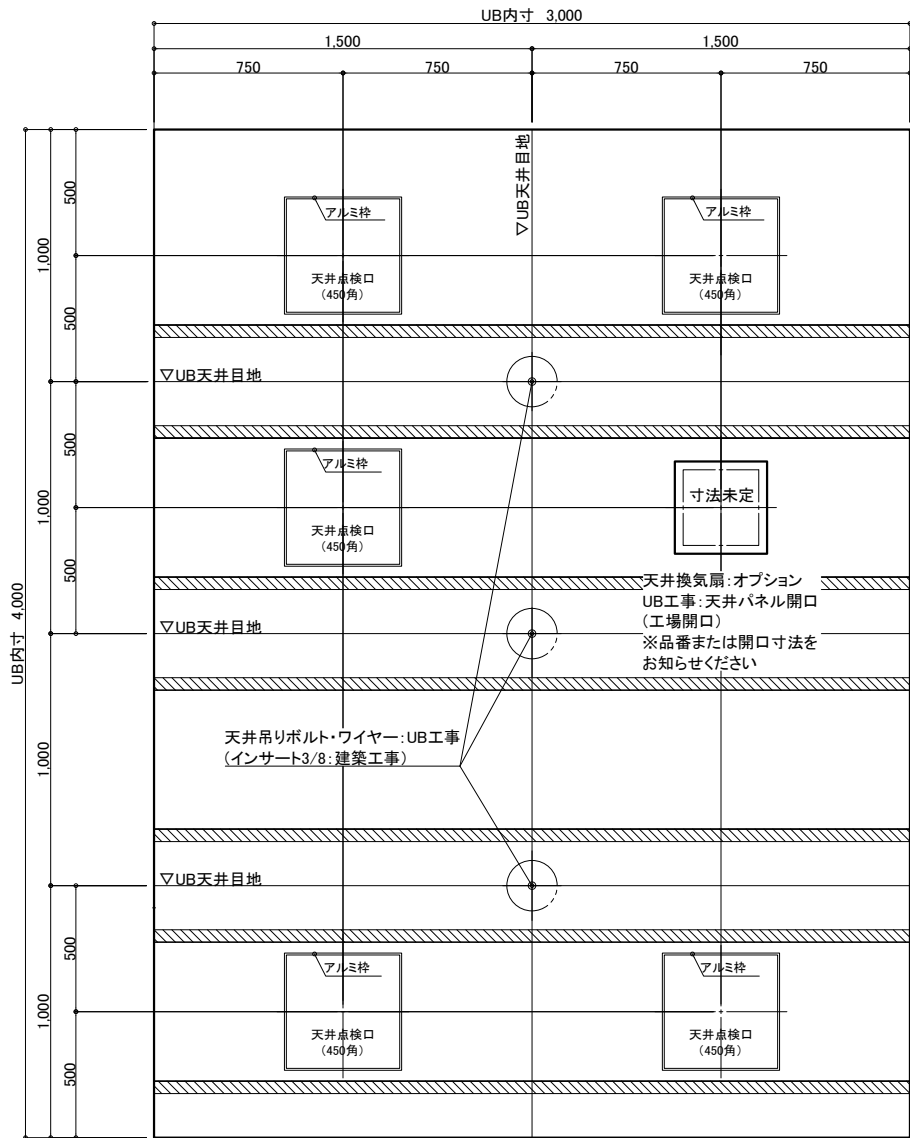 UB内寸 3,000
1,500
1,500
750
750
750
750
▽UB天井目地
500
1,000
500
アルミ枠
天井点検口
(450角)
アルミ枠
天井点検口
(450角)
▽UB天井目地
500
1,000
500
UB内寸 4,000
アルミ枠
天井点検口
(450角)
寸法未定
天井換気扇:オプション
UB工事:天井パネル開口
(工場開口)
※品番または開口寸法を
お知らせください
▽UB天井目地
1,000
天井吊りボルト・ワイヤー:UB工事
(インサート3/8:建築工事)
▽UB天井目地
500
1,000
500
アルミ枠
天井点検口
(450角)
アルミ枠
天井点検口
(450角)